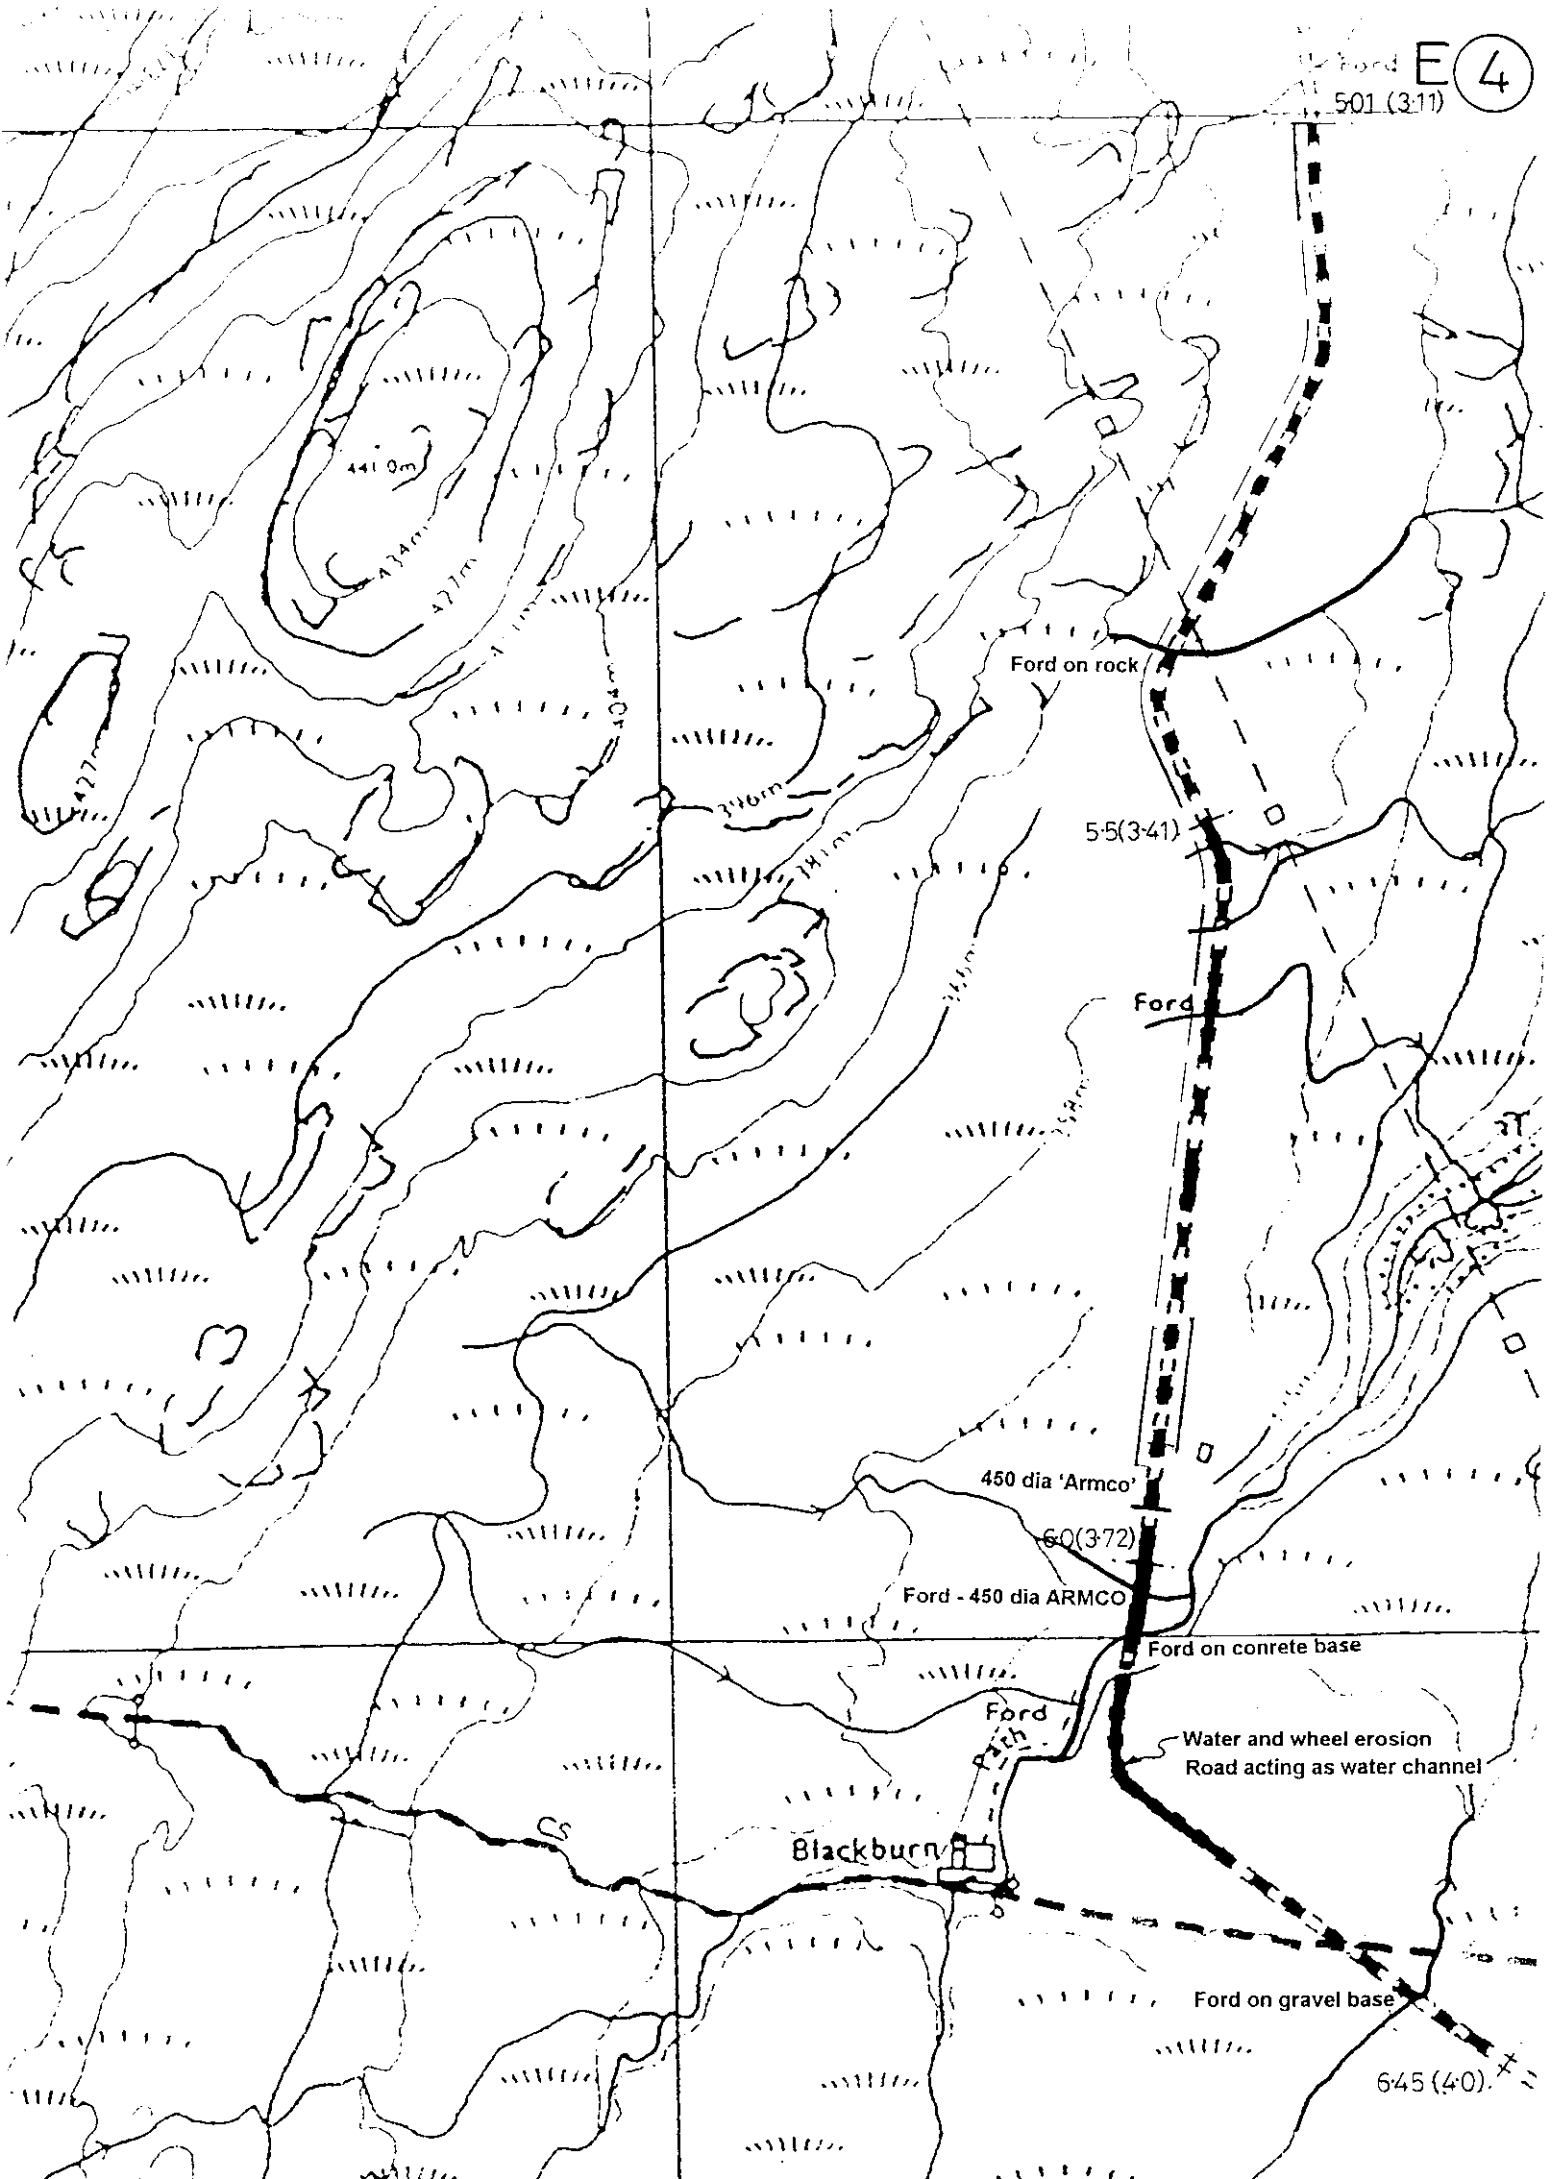 Ford E 4
5·01 (3·11)
441·0m
434m
427m
404m
Ford on rock
427m
396m
381m
5·5(3·41)
Ford
450 dia ‘Armco’
6·0(3·72)
Ford - 450 dia ARMCO
Ford on conrete base
Ford
Path
Water and wheel erosion
Road acting as water channel
CS
Blackburn
Ford on gravel base
6·45 (4·0)